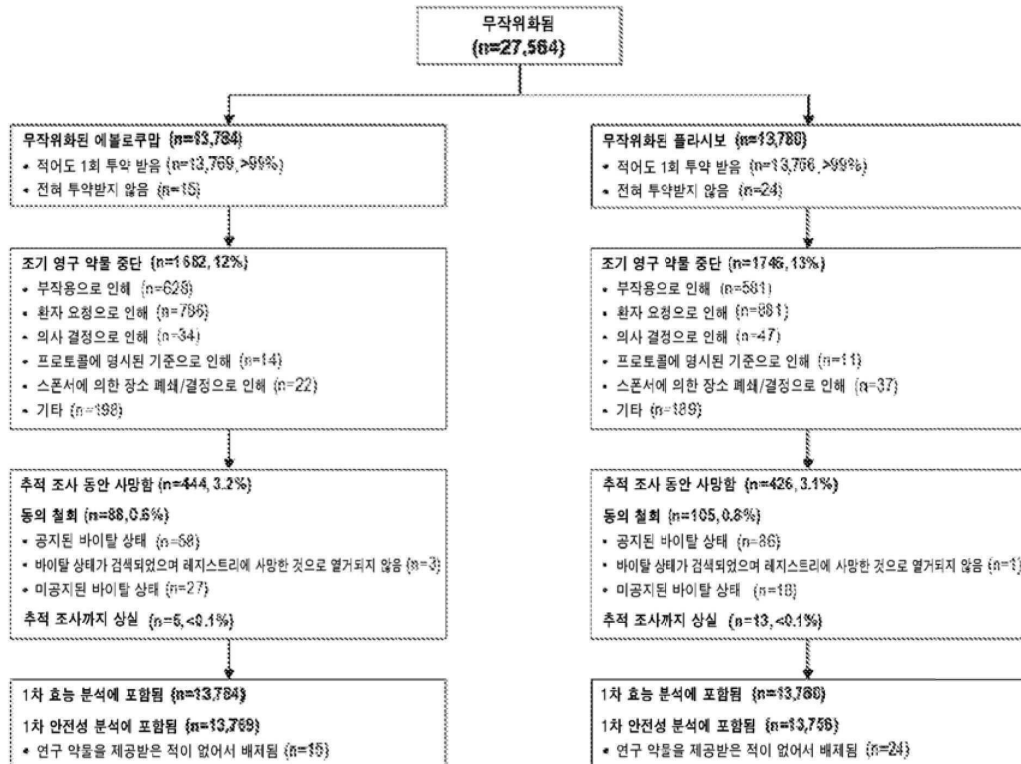 무작위화됨
(n=27,564)
무작위화된 에볼로쿠맙 (n=13,784)
• 적어도 1회 투약 받음 (n=13,769, >99%)
• 전혀 투약받지 않음 (n=15)
무작위화된 플라시보 (n=13,780)
• 적어도 1회 투약 받음 (n=13,756, >99%)
• 전혀 투약받지 않음 (n=24)
조기 영구 약물 중단 (n=1682, 12%)
• 부작용으로 인해 (n=628)
• 환자 요청으로 인해 (n=786)
• 의사 결정으로 인해 (n=34)
• 프로토콜에 명시된 기준으로 인해 (n=14)
• 스폰서에 의한 장소 폐쇄/결정으로 인해 (n=22)
• 기타 (n=198)
조기 영구 약물 중단 (n=1746, 13%)
• 부작용으로 인해 (n=581)
• 환자 요청으로 인해 (n=881)
• 의사 결정으로 인해 (n=47)
• 프로토콜에 명시된 기준으로 인해 (n=11)
• 스폰서에 의한 장소 폐쇄/결정으로 인해 (n=37)
• 기타 (n=189)
추적 조사 동안 사망함 (n=444, 3.2%)
동의 철회 (n=88, 0.6%)
• 공지된 바이탈 상태 (n=58)
• 바이탈 상태가 검색되었으며 레지스트리에 사망한 것으로 열거되지 않음 (n=3)
• 미공지된 바이탈 상태 (n=27)
추적 조사까지 상실 (n=5, <0.1%)
추적 조사 동안 사망함 (n=426, 3.1%)
동의 철회 (n=105, 0.8%)
• 공지된 바이탈 상태 (n=86)
• 바이탈 상태가 검색되었으며 레지스트리에 사망한 것으로 열거되지 않음 (n=1)
• 미공지된 바이탈 상태 (n=18)
추적 조사까지 상실 (n=13, <0.1%)
1차 효능 분석에 포함됨 (n=13,784)
1차 안전성 분석에 포함됨 (n=13,769)
• 연구 약물을 제공받은 적이 없어서 배제됨 (n=15)
1차 효능 분석에 포함됨 (n=13,780)
1차 안전성 분석에 포함됨 (n=13,756)
• 연구 약물을 제공받은 적이 없어서 배제됨 (n=24)